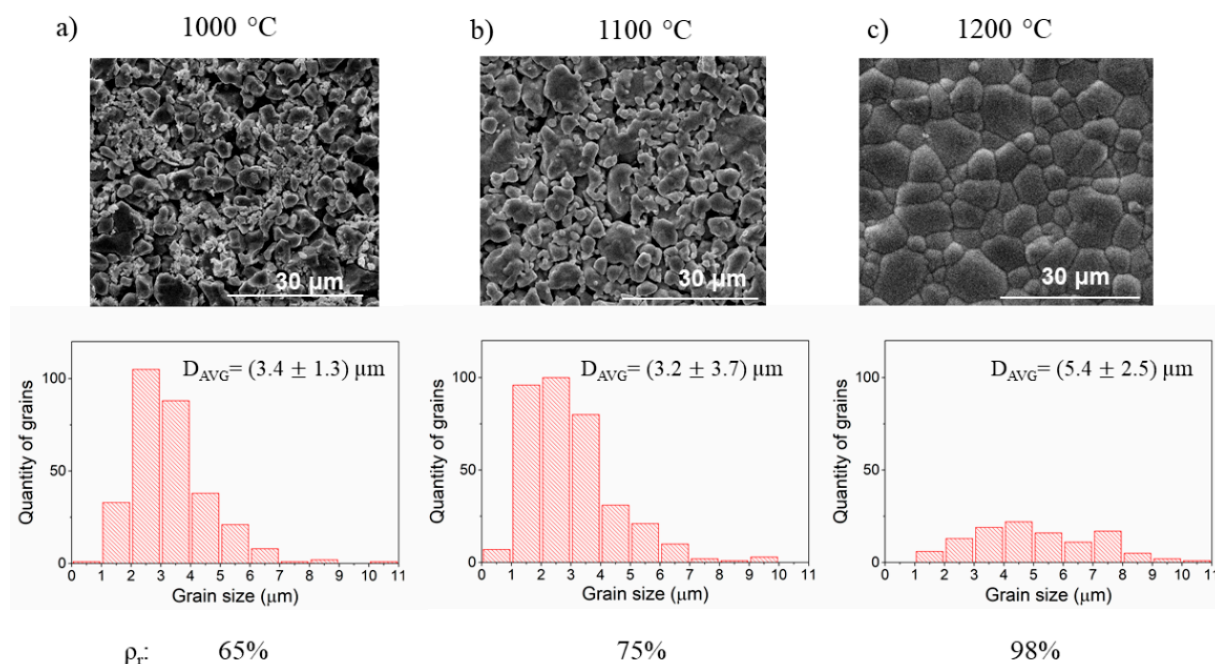 a) 1000 °C
b) 1100 °C
c) 1200 °C
30 µm
30 µm
30 µm
D_AVG= (3.4 ± 1.3) µm
100
50
0
Quantity of grains
0 1 2 3 4 5 6 7 8 9 10 11
Grain size (µm)
D_AVG= (3.2 ± 3.7) µm
100
50
0
Quantity of grains
0 1 2 3 4 5 6 7 8 9 10 11
Grain size (µm)
D_AVG= (5.4 ± 2.5) µm
100
50
0
Quantity of grains
0 1 2 3 4 5 6 7 8 9 10 11
Grain size (µm)
ρ_r: 65% 75% 98%